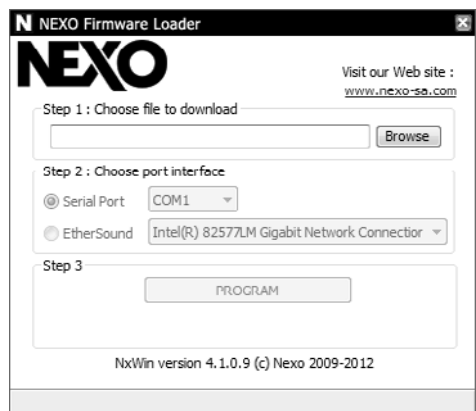 N NEXO Firmware Loader
NEXO
Visit our Web site :
www.nexo-sa.com
Step 1 : Choose file to download
Browse
Step 2 : Choose port interface
Serial Port COM1
EtherSound Intel(R) 82577LM Gigabit Network Connectior
Step 3
PROGRAM
NxWin version 4.1.0.9 (c) Nexo 2009-2012